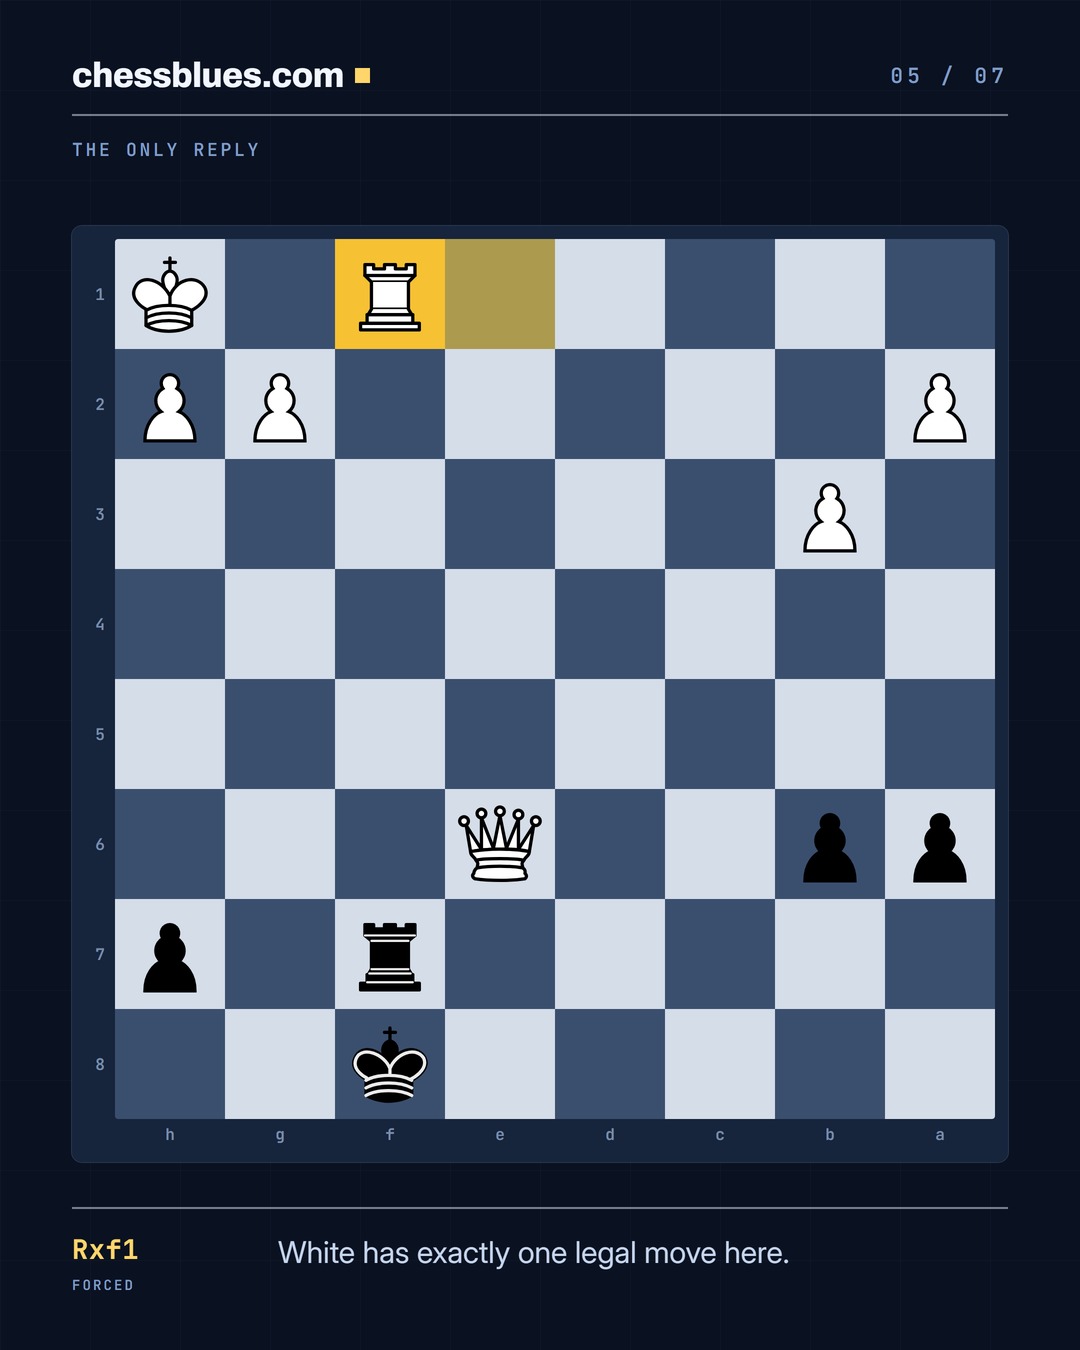 chessblues.com
05 / 07
THE ONLY REPLY
1
2
3
4
5
6
7
8
h g f e d c b a
Rxf1
White has exactly one legal move here.
FORCED